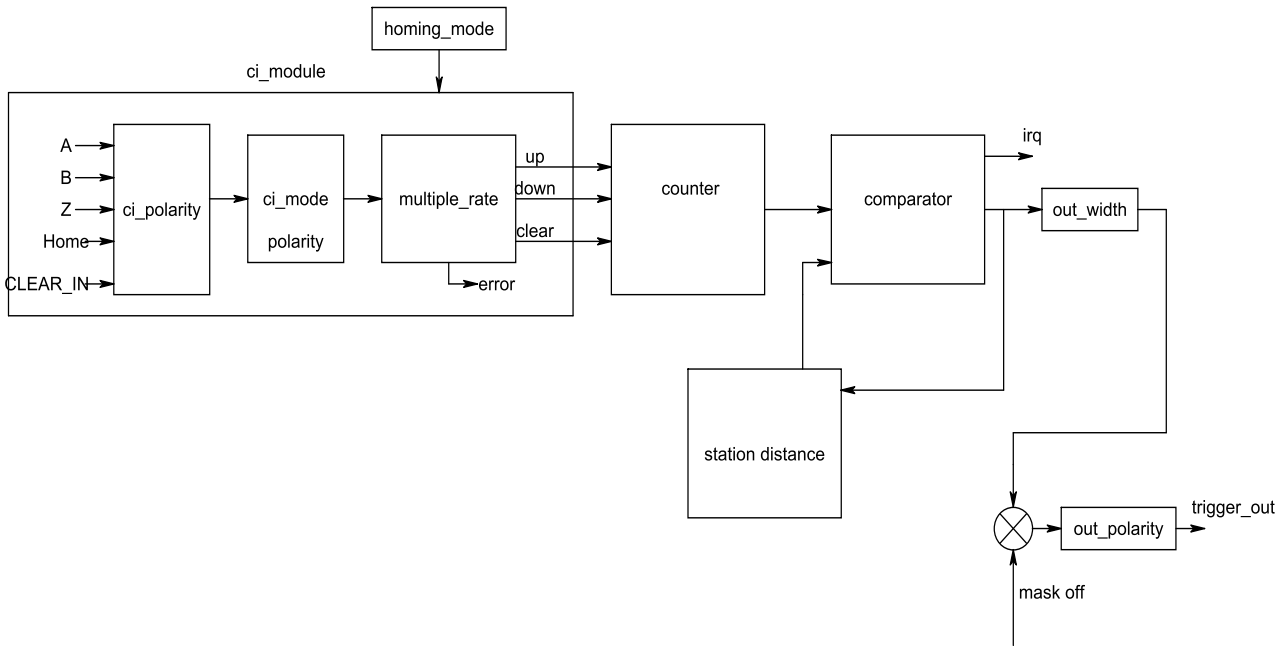 homing_mode
ci_module
A
B
Z
Home
CLEAR_IN
ci_polarity
ci_mode
polarity
multiple_rate
up
down
clear
error
counter
comparator
irq
out_width
station distance
trigger_out
out_polarity
mask off